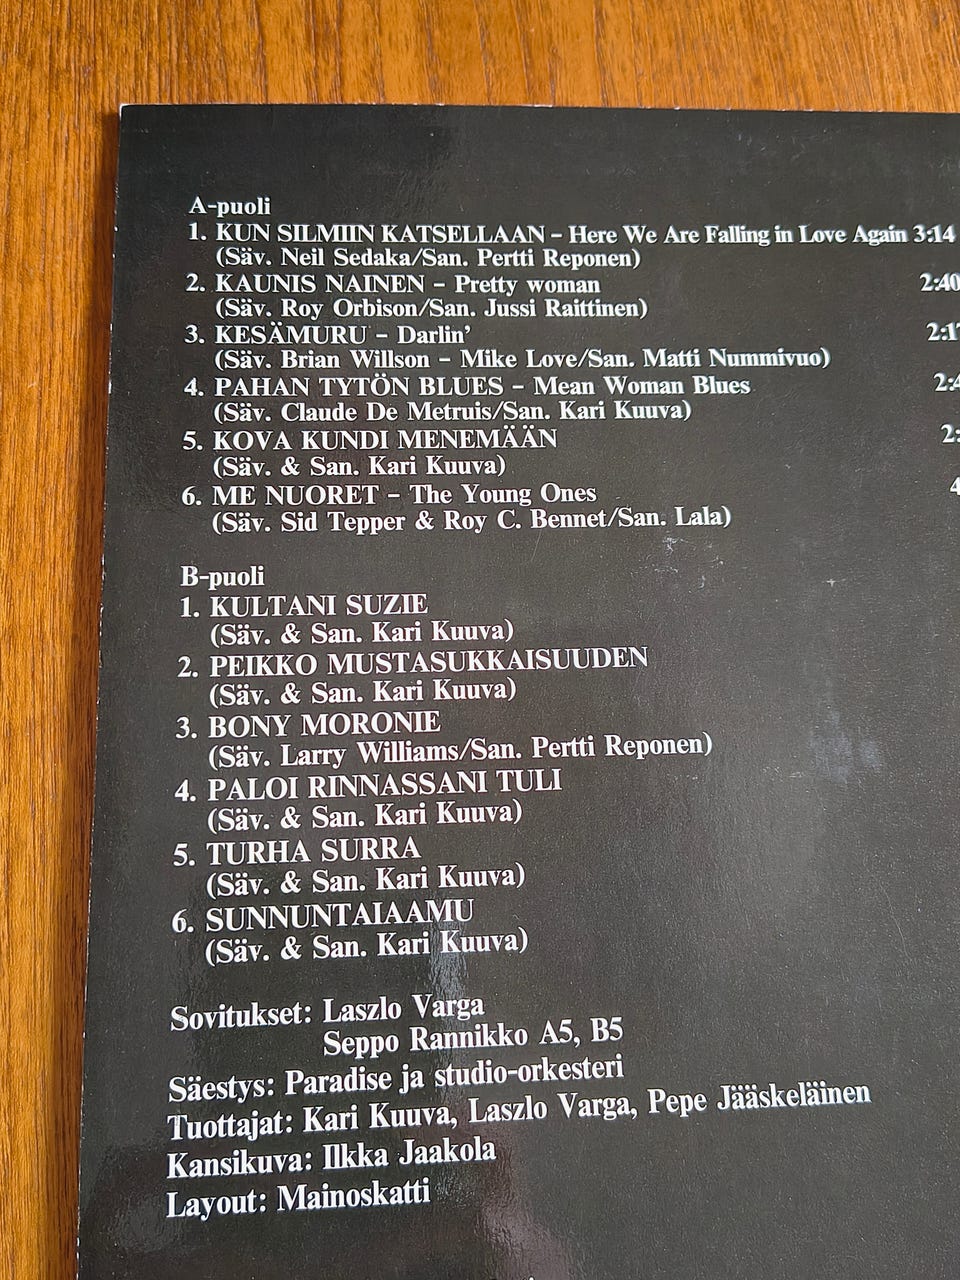 A-puoli
1. KUN SILMIIN KATSELLAAN – Here We Are Falling in Love Again 3:14
(Säv. Neil Sedaka/San. Pertti Reponen)
2. KAUNIS NAINEN – Pretty woman 2:40
(Säv. Roy Orbison/San. Jussi Raittinen)
3. KESÄMURU – Darlin'
(Säv. Brian Willson – Mike Love/San. Matti Nummivuo)
4. PAHAN TYTÖN BLUES – Mean Woman Blues
(Säv. Claude De Metruis/San. Kari Kuuva)
5. KOVA KUNDI MENEMÄÄN
(Säv. & San. Kari Kuuva)
6. ME NUORET – The Young Ones
(Säv. Sid Tepper & Roy C. Bennet/San. Lala)
B-puoli
1. KULTANI SUZIE
(Säv. & San. Kari Kuuva)
2. PEIKKO MUSTASUKKAISUUDEN
(Säv. & San. Kari Kuuva)
3. BONY MORONIE
(Säv. Larry Williams/San. Pertti Reponen)
4. PALOI RINNASSANI TULI
(Säv. & San. Kari Kuuva)
5. TURHA SURRA
(Säv. & San. Kari Kuuva)
6. SUNNUNTAIAAMU
(Säv. & San. Kari Kuuva)
Sovitukset: Laszlo Varga
Seppo Rannikko A5, B5
Säestys: Paradise ja studio-orkesteri
Tuottajat: Kari Kuuva, Laszlo Varga, Pepe Jääskeläinen
Kansikuva: Ilkka Jaakola
Layout: Mainoskatti